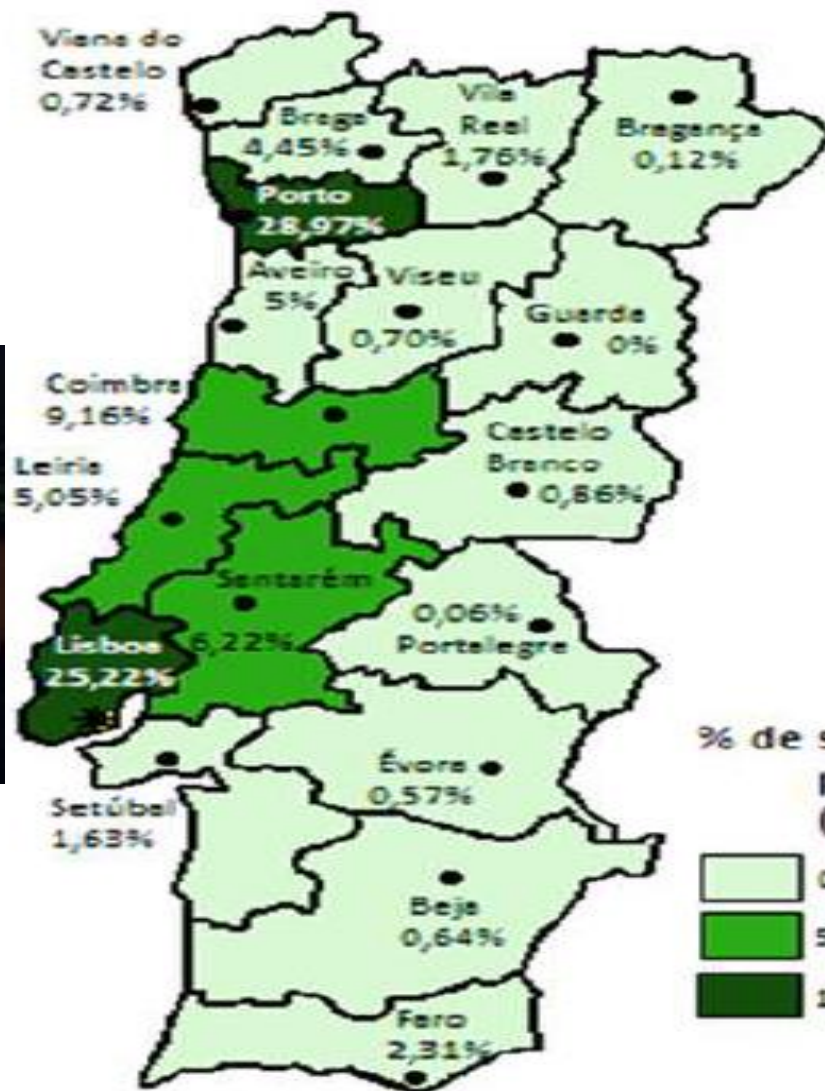 Viana do
Castelo
0,72%
Braga
4,45%
Vila
Real
1,76%
Bragança
0,12%
Porto
28,97%
Aveiro
5%
Viseu
0,70%
Guarda
0%
Coimbra
9,16%
Leiria
5,05%
Castelo
Branco
0,86%
Santarém
6,22%
0,06%
Portalegre
Lisboa
25,22%
Évora
0,57%
Setúbal
1,63%
Beja
0,64%
Faro
2,31%
% de